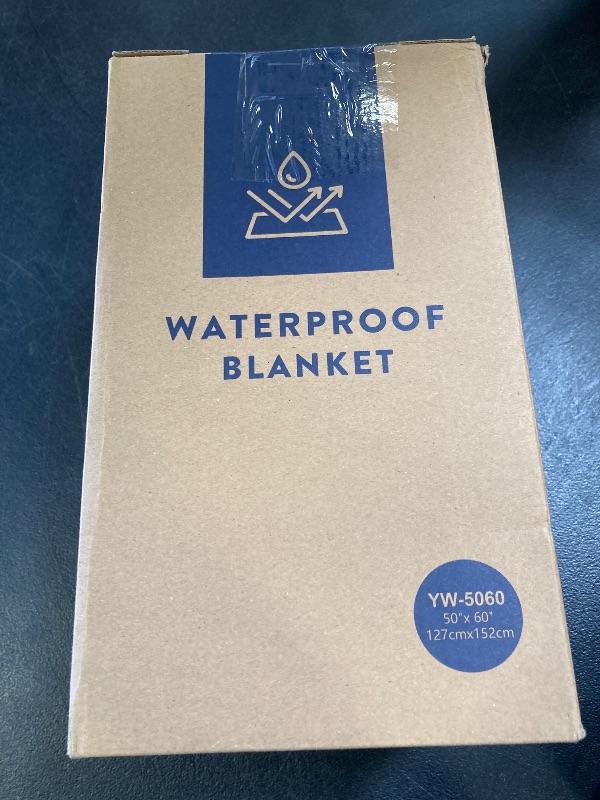 WATERPROOF
BLANKET
YW-5060
50"x 60"
127cmx152cm